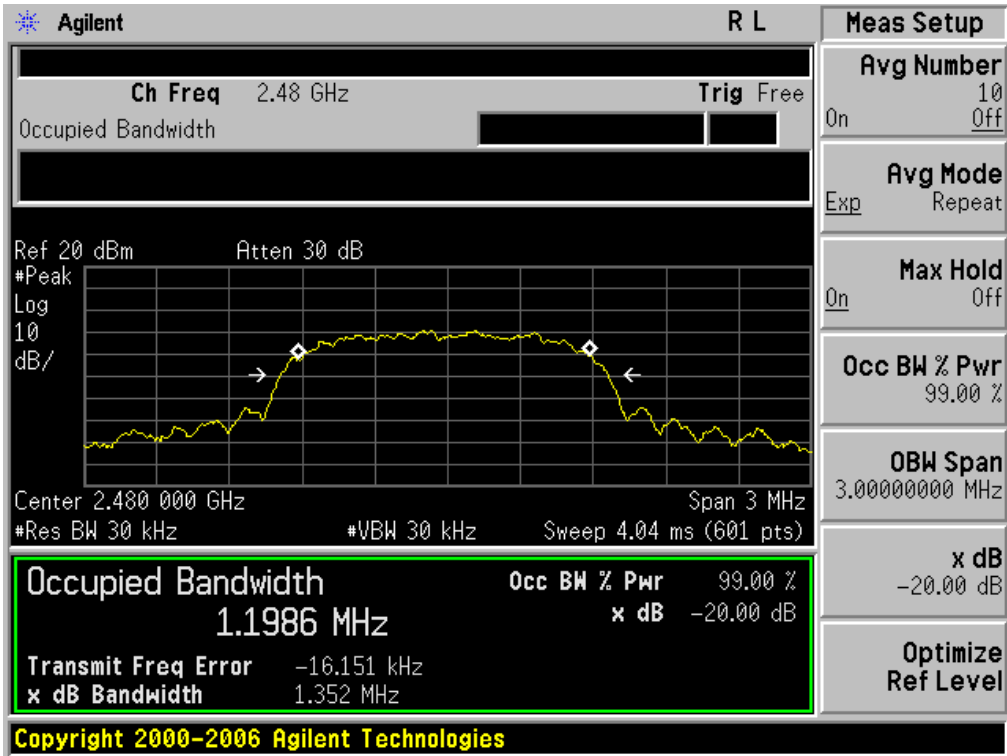 Agilent R L
Meas Setup
Ch Freq 2.48 GHz Trig Free
Occupied Bandwidth
Avg Number
10
On Off
Avg Mode
Exp Repeat
Max Hold
On Off
Occ BW % Pwr
99.00 %
OBW Span
3.00000000 MHz
x dB
-20.00 dB
Optimize
Ref Level
Ref 20 dBm Atten 30 dB
#Peak
Log
10
dB/
Center 2.480 000 GHz Span 3 MHz
#Res BW 30 kHz #VBW 30 kHz Sweep 4.04 ms (601 pts)
Occupied Bandwidth Occ BW % Pwr 99.00 %
1.1986 MHz x dB -20.00 dB
Transmit Freq Error -16.151 kHz
x dB Bandwidth 1.352 MHz
Copyright 2000-2006 Agilent Technologies